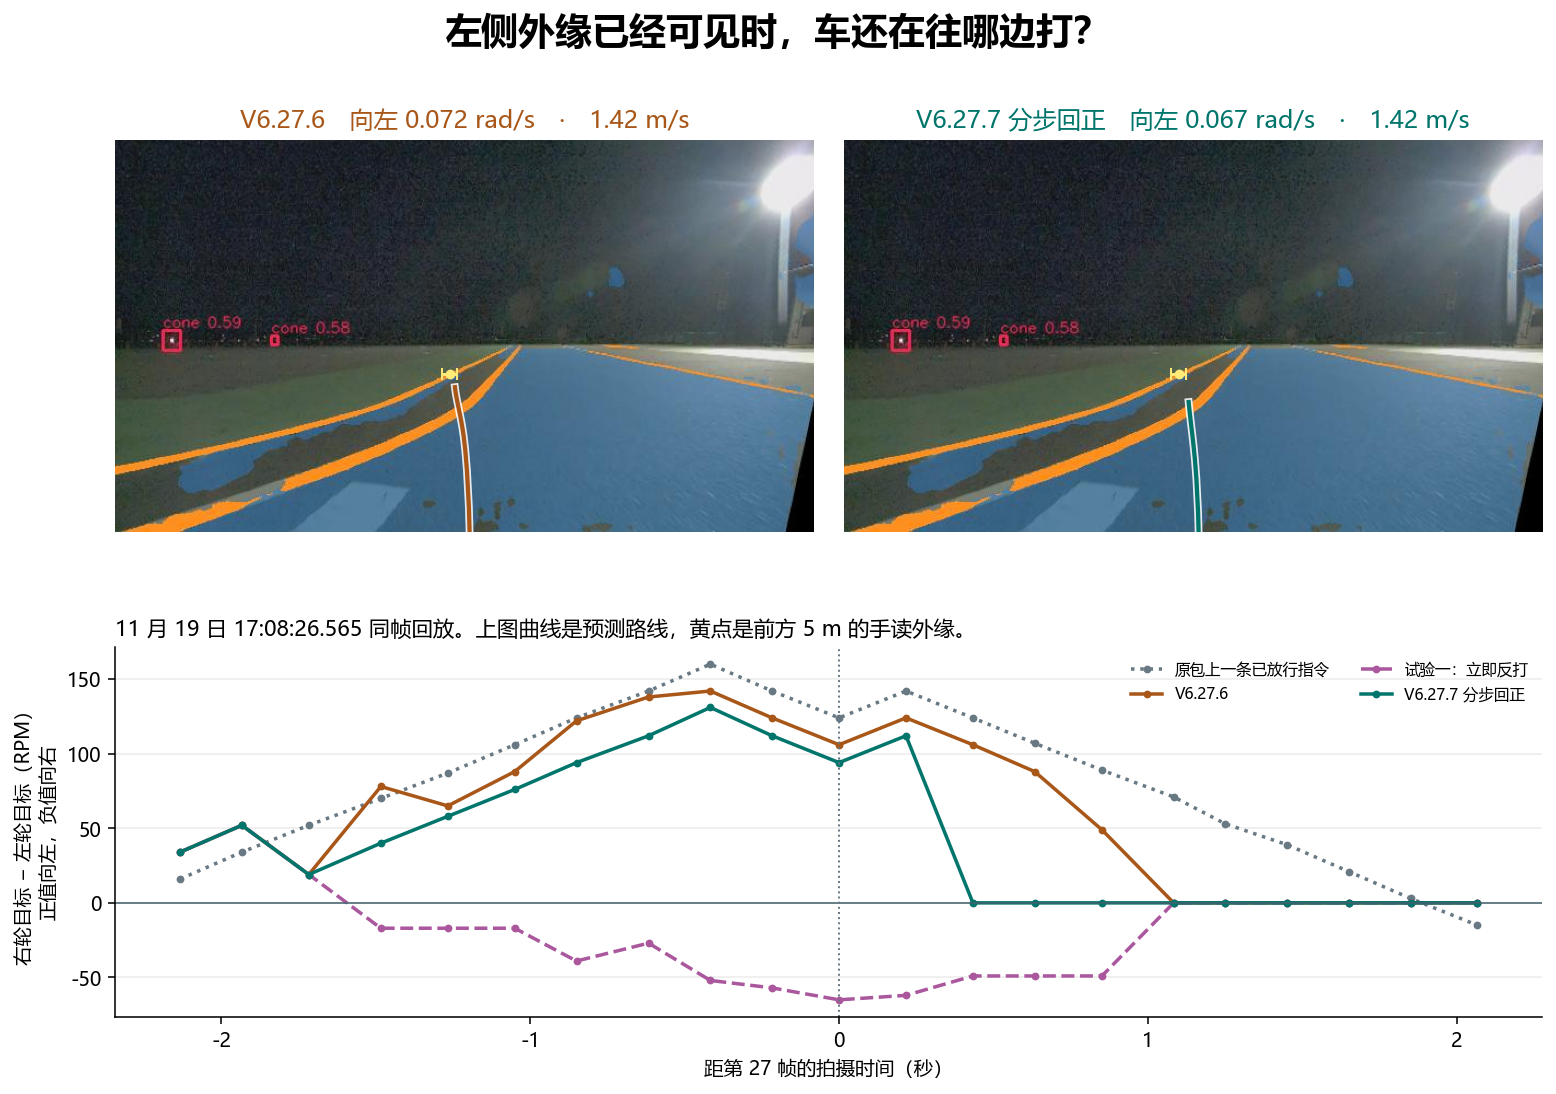 左侧外缘已经可见时，车还在往哪边打？
V6.27.6 向左 0.072 rad/s · 1.42 m/s
V6.27.7 分步回正 向左 0.067 rad/s · 1.42 m/s
cone 0.59
cone 0.58
cone 0.59
cone 0.58
11 月 19 日 17:08:26.565 同帧回放。上图曲线是预测路线，黄点是前方 5 m 的手读外缘。
原包上一条已放行指令
V6.27.6
试验一：立即反打
V6.27.7 分步回正
右轮目标 − 左轮目标（RPM）
正值向左，负值向右
150
100
50
0
-50
-2
-1
0
1
2
距第 27 帧的拍摄时间（秒）